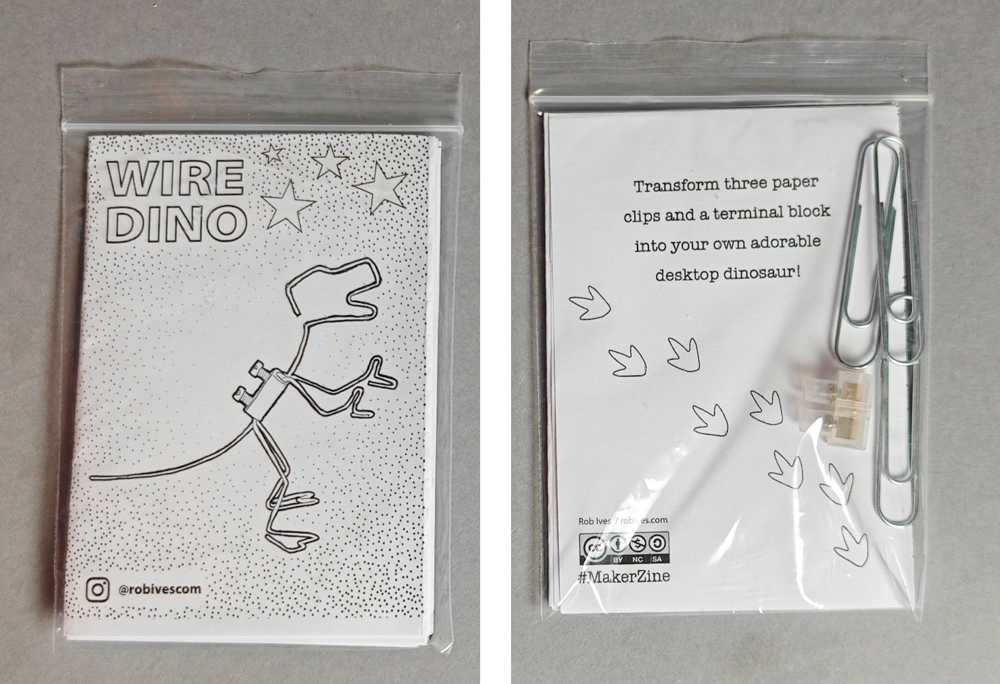 WIRE
DINO
@robivescom
Transform three paper
clips and a terminal block
into your own adorable
desktop dinosaur!
Rob Ives / robives.com
cc BY NC SA
#MakerZine